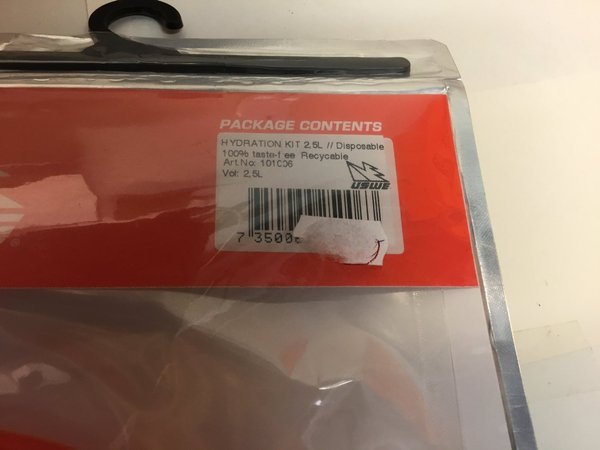 PACKAGE CONTENTS
HYDRATION KIT 2,5L // Disposable
100% taste-free Recycable
Art.No: 101006
Vol: 2,5L
USWE
7 3500